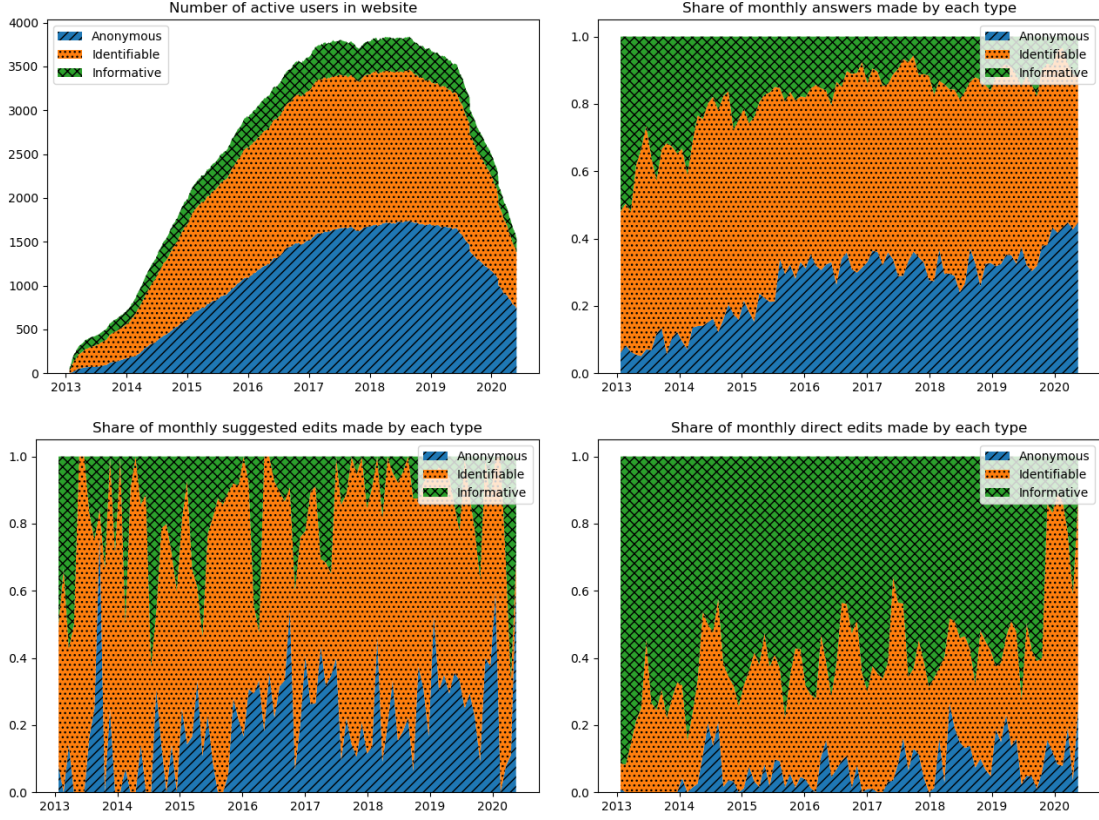 Number of active users in website
Anonymous
Identifiable
Informative
4000
3500
3000
2500
2000
1500
1000
500
0
2013 2014 2015 2016 2017 2018 2019 2020
Share of monthly answers made by each type
Anonymous
Identifiable
Informative
1.0
0.8
0.6
0.4
0.2
0.0
2013 2014 2015 2016 2017 2018 2019 2020
Share of monthly suggested edits made by each type
Anonymous
Identifiable
Informative
1.0
0.8
0.6
0.4
0.2
0.0
2013 2014 2015 2016 2017 2018 2019 2020
Share of monthly direct edits made by each type
Anonymous
Identifiable
Informative
1.0
0.8
0.6
0.4
0.2
0.0
2013 2014 2015 2016 2017 2018 2019 2020